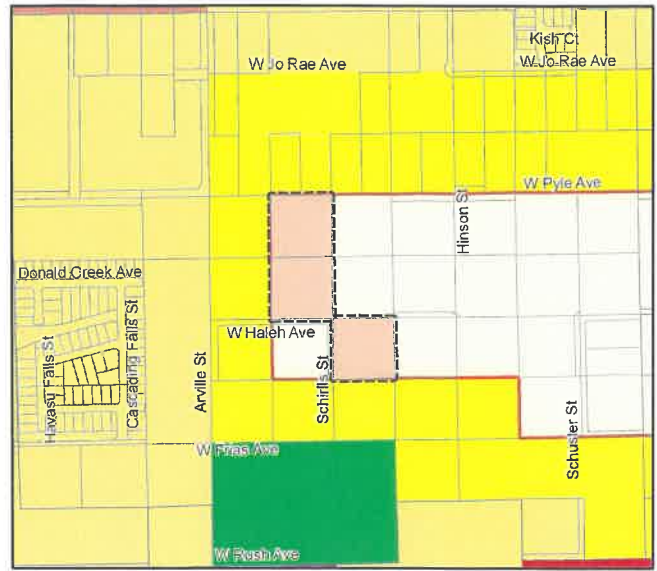 Kish Ct
W Jo Rae Ave
W Jo Rae Ave
W Pyle Ave
Hinson St
Donald Creek Ave
W Haleh Ave
Havasu Falls St
Cascading Falls St
Arville St
Schirlls St
Schuster St
W Frias Ave
W Rush Ave